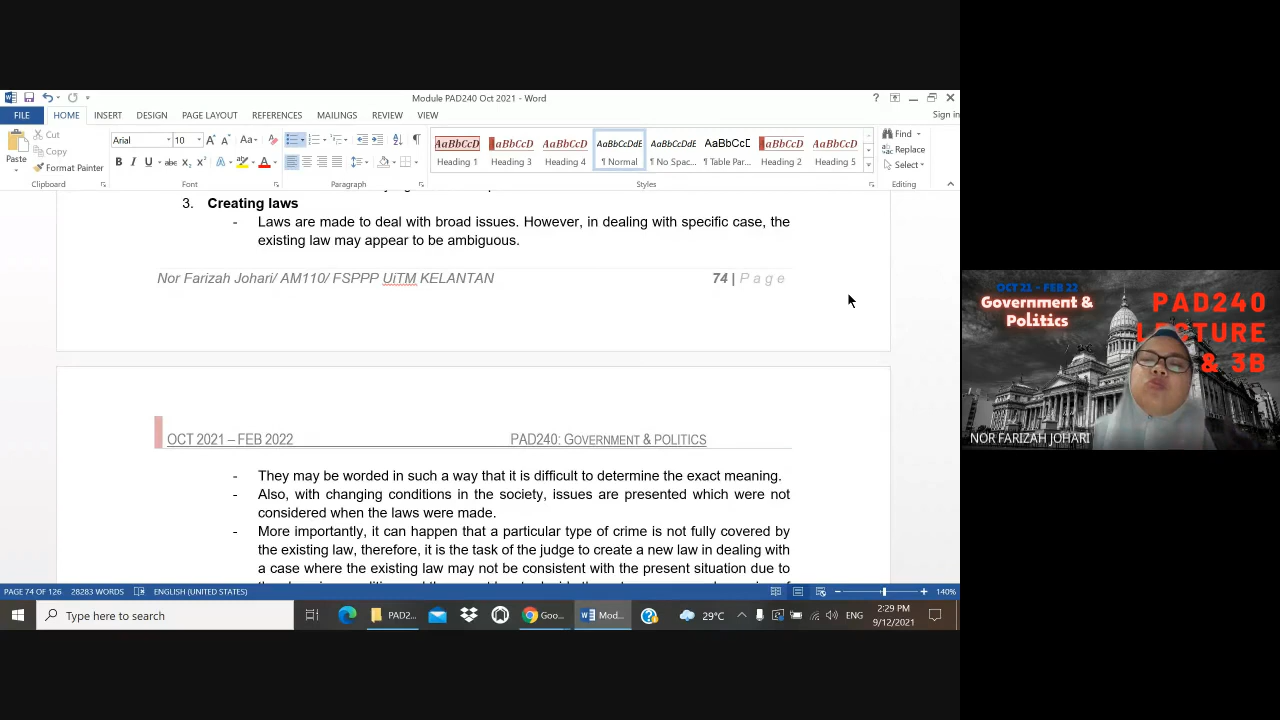 Module PAD240 Oct 2021 - Word
Sign in
FILE HOME INSERT DESIGN PAGE LAYOUT REFERENCES MAILINGS REVIEW VIEW
Cut
Copy
Format Painter
Paste
Arial 10
AaBbCcD AaBbCcD AaBbCcD AaBbCcDdE AaBbCcDdE AaBbCc AaBbCcD AaBbCcD
Heading 1 Heading 3 Heading 4 ¶ Normal ¶ No Spac... ¶ Table Par... Heading 2 Heading 5
Find
Replace
Select
Clipboard Font Paragraph Styles Editing
3. Creating laws
- Laws are made to deal with broad issues. However, in dealing with specific case, the
existing law may appear to be ambiguous.
Nor Farizah Johari/ AM110/ FSPPP UiTM KELANTAN 74 | Page
OCT 2021 – FEB 2022 PAD240: GOVERNMENT & POLITICS
- They may be worded in such a way that it is difficult to determine the exact meaning.
- Also, with changing conditions in the society, issues are presented which were not
considered when the laws were made.
- More importantly, it can happen that a particular type of crime is not fully covered by
the existing law, therefore, it is the task of the judge to create a new law in dealing with
a case where the existing law may not be consistent with the present situation due to
PAGE 74 OF 126 28283 WORDS ENGLISH (UNITED STATES) 140%
Type here to search
PAD2... Goo... Mod...
29°C ENG
2:29 PM
9/12/2021
OCT 21 - FEB 22
Government &
Politics
PAD240
LECTURE
& 3B
NOR FARIZAH JOHARI